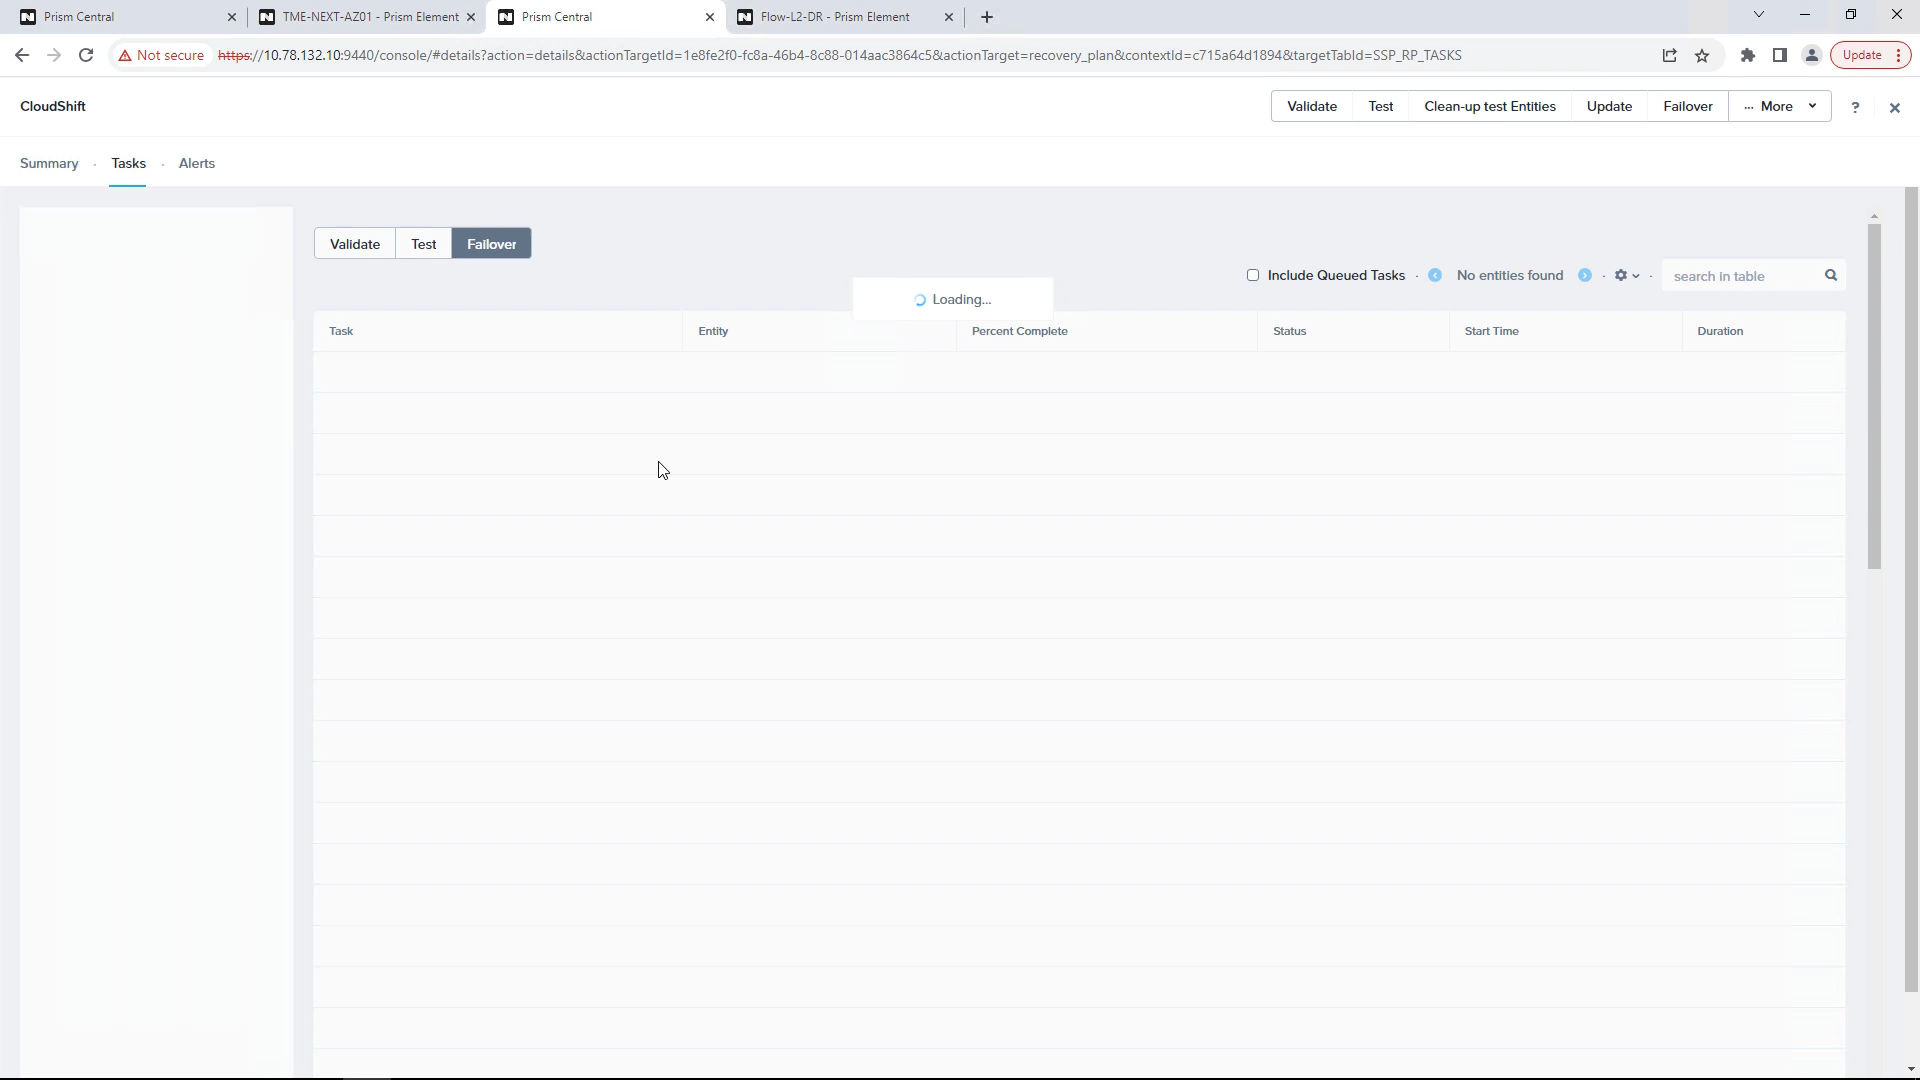 Prism Central
TME-NEXT-AZ01 - Prism Element
Prism Central
Flow-L2-DR - Prism Element
Not secure
https://10.78.132.10:9440/console/#details?action=details&actionTargetId=1e8fe2f0-fc8a-46b4-8c88-014aac3864c5&actionTarget=recovery_plan&contextId=c715a64d1894&targetTabId=SSP_RP_TASKS
Update
CloudShift
Validate
Test
Clean-up test Entities
Update
Failover
... More
?
Summary · Tasks · Alerts
Validate
Test
Failover
Include Queued Tasks · No entities found · ·
search in table
Loading...
Task
Entity
Percent Complete
Status
Start Time
Duration